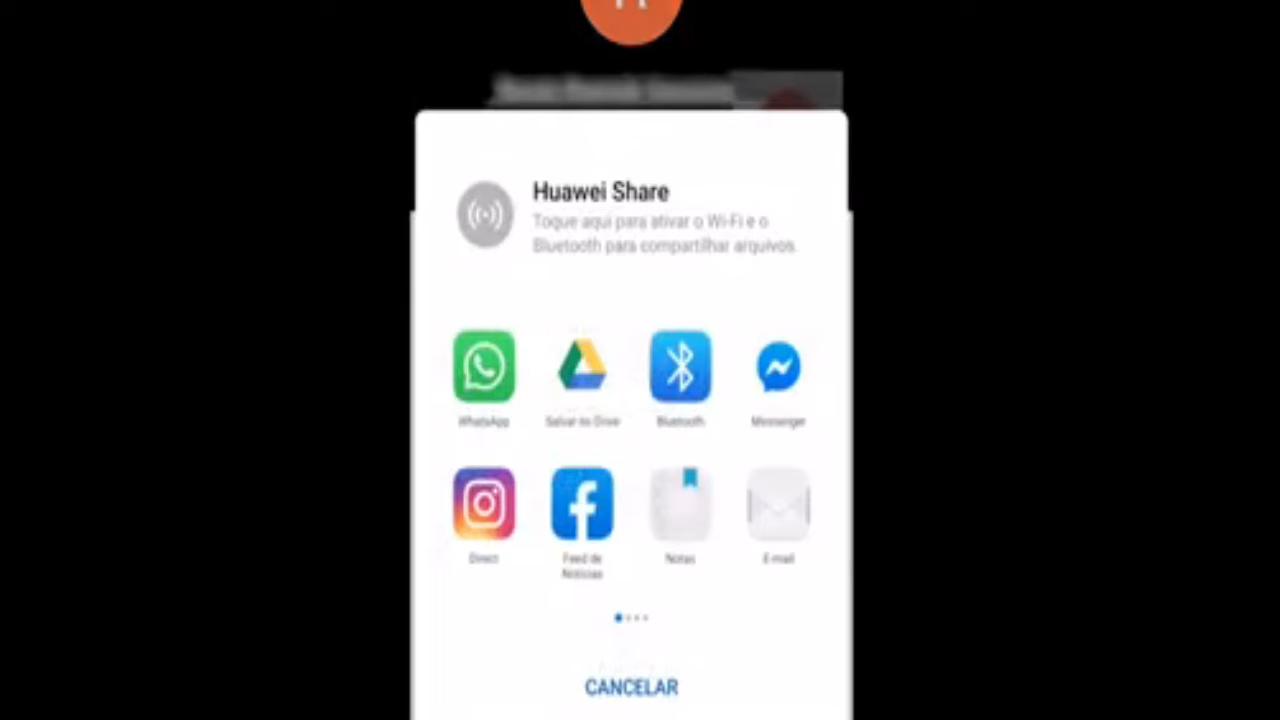 Huawei Share
Toque aqui para ativar o Wi-Fi e o
Bluetooth para compartilhar arquivos.
WhatsApp
Salvar no Drive
Bluetooth
Messenger
Direct
Feed de
Notícias
Notas
E-mail
CANCELAR